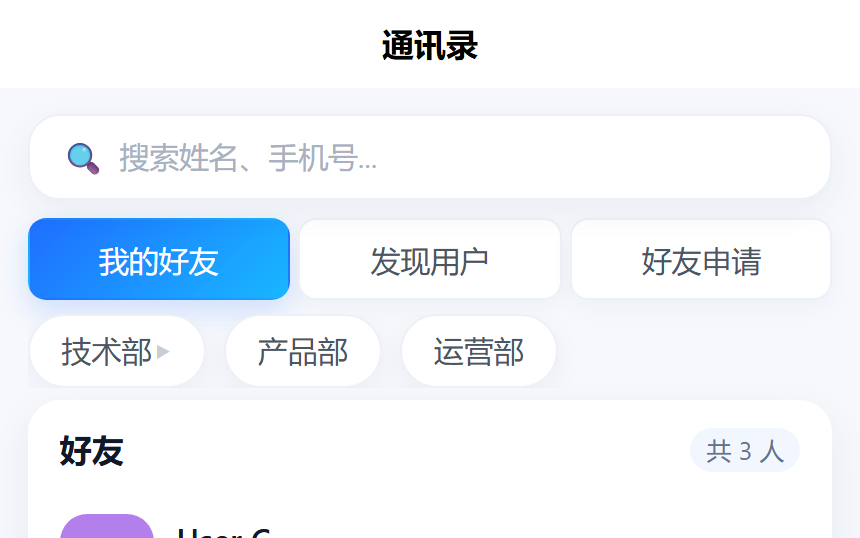 通讯录
搜索姓名、手机号...
我的好友 发现用户 好友申请
技术部 产品部 运营部
好友 共 3 人
User C